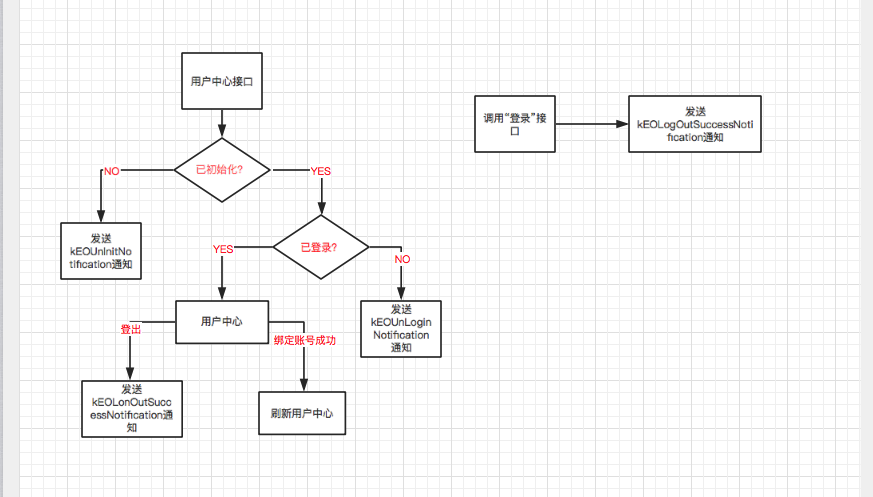 用户中心接口
调用“登录”接
口
发送
kEOLogOutSuccessNoti
fication通知
已初始化?
NO
YES
发送
kEOUnInitNo
tification通知
已登录?
YES
NO
用户中心
发送
kEOUnLogin
Notification
通知
登出
绑定账号成功
发送
kEOLonOutSucc
essNotification通
知
刷新用户中心